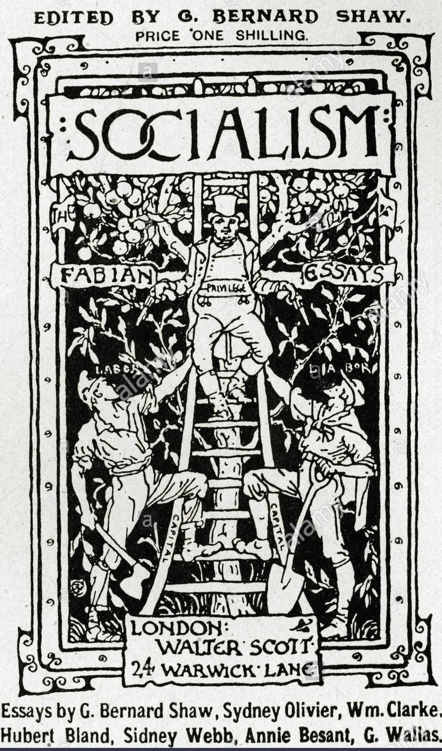 EDITED BY G. BERNARD SHAW.
PRICE ONE SHILLING.
:SOCIALISM:
THE
FABIAN ESSAYS
PRIVILEGE
LABOR LABOR
CAPITAL CAPITAL
LONDON:
WALTER·SCOTT·
24 WARWICK·LANE
Essays by G. Bernard Shaw, Sydney Olivier, Wm. Clarke.
Hubert Bland, Sidney Webb, Annie Besant, G. Wallas.
alamy
a